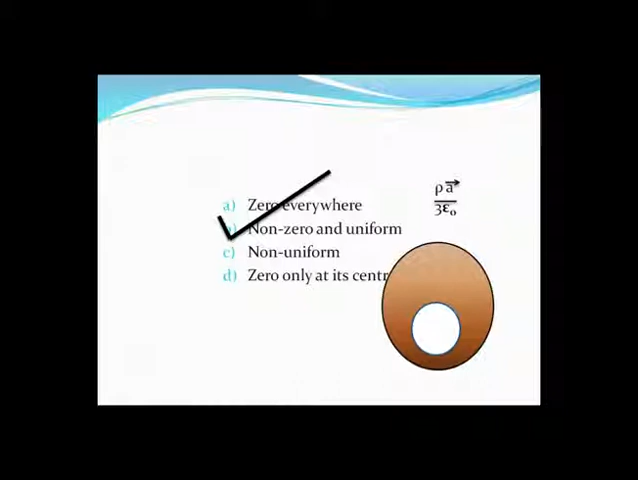 a) Zero everywhere
b) Non-zero and uniform
c) Non-uniform
d) Zero only at its centr
ρa⃗
3ε₀